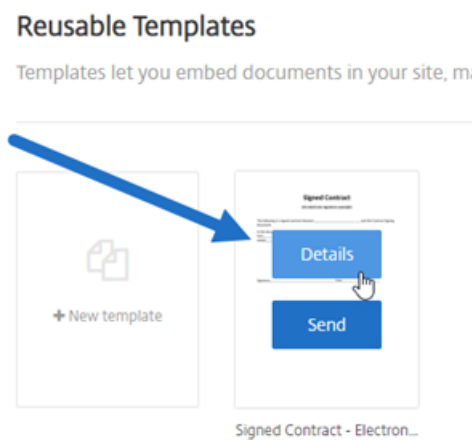 Reusable Templates
Templates let you embed documents in your site, ma
Signed Contract
Details
+ New template
Send
Signed Contract - Electron...